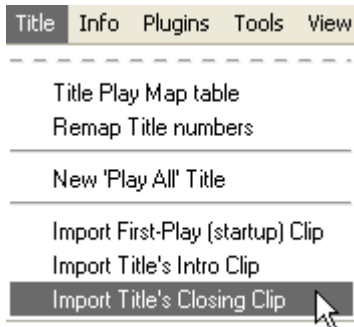 Title Info Plugins Tools View
Title Play Map table
Remap Title numbers
New 'Play All' Title
Import First-Play (startup) Clip
Import Title's Intro Clip
Import Title's Closing Clip